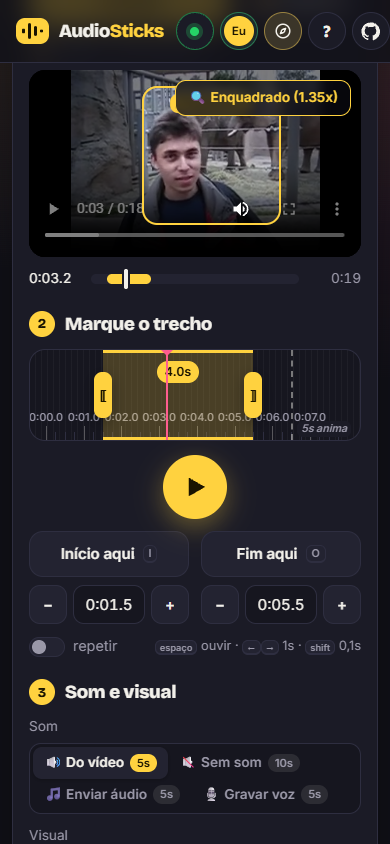 AudioSticks
Eu
?
Enquadrado (1.35x)
0:03 / 0:18
0:03.2
0:19
2 Marque o trecho
4.0s
0:00.0 0:01.0 0:02.0 0:03.0 0:04.0 0:05.0 0:06.0 0:07.0
5s anima
Início aqui I
Fim aqui O
− 0:01.5 +
− 0:05.5 +
repetir
espaço ouvir · ← → 1s · shift 0,1s
3 Som e visual
Som
Do vídeo 5s
Sem som 10s
Enviar áudio 5s
Gravar voz 5s
Visual